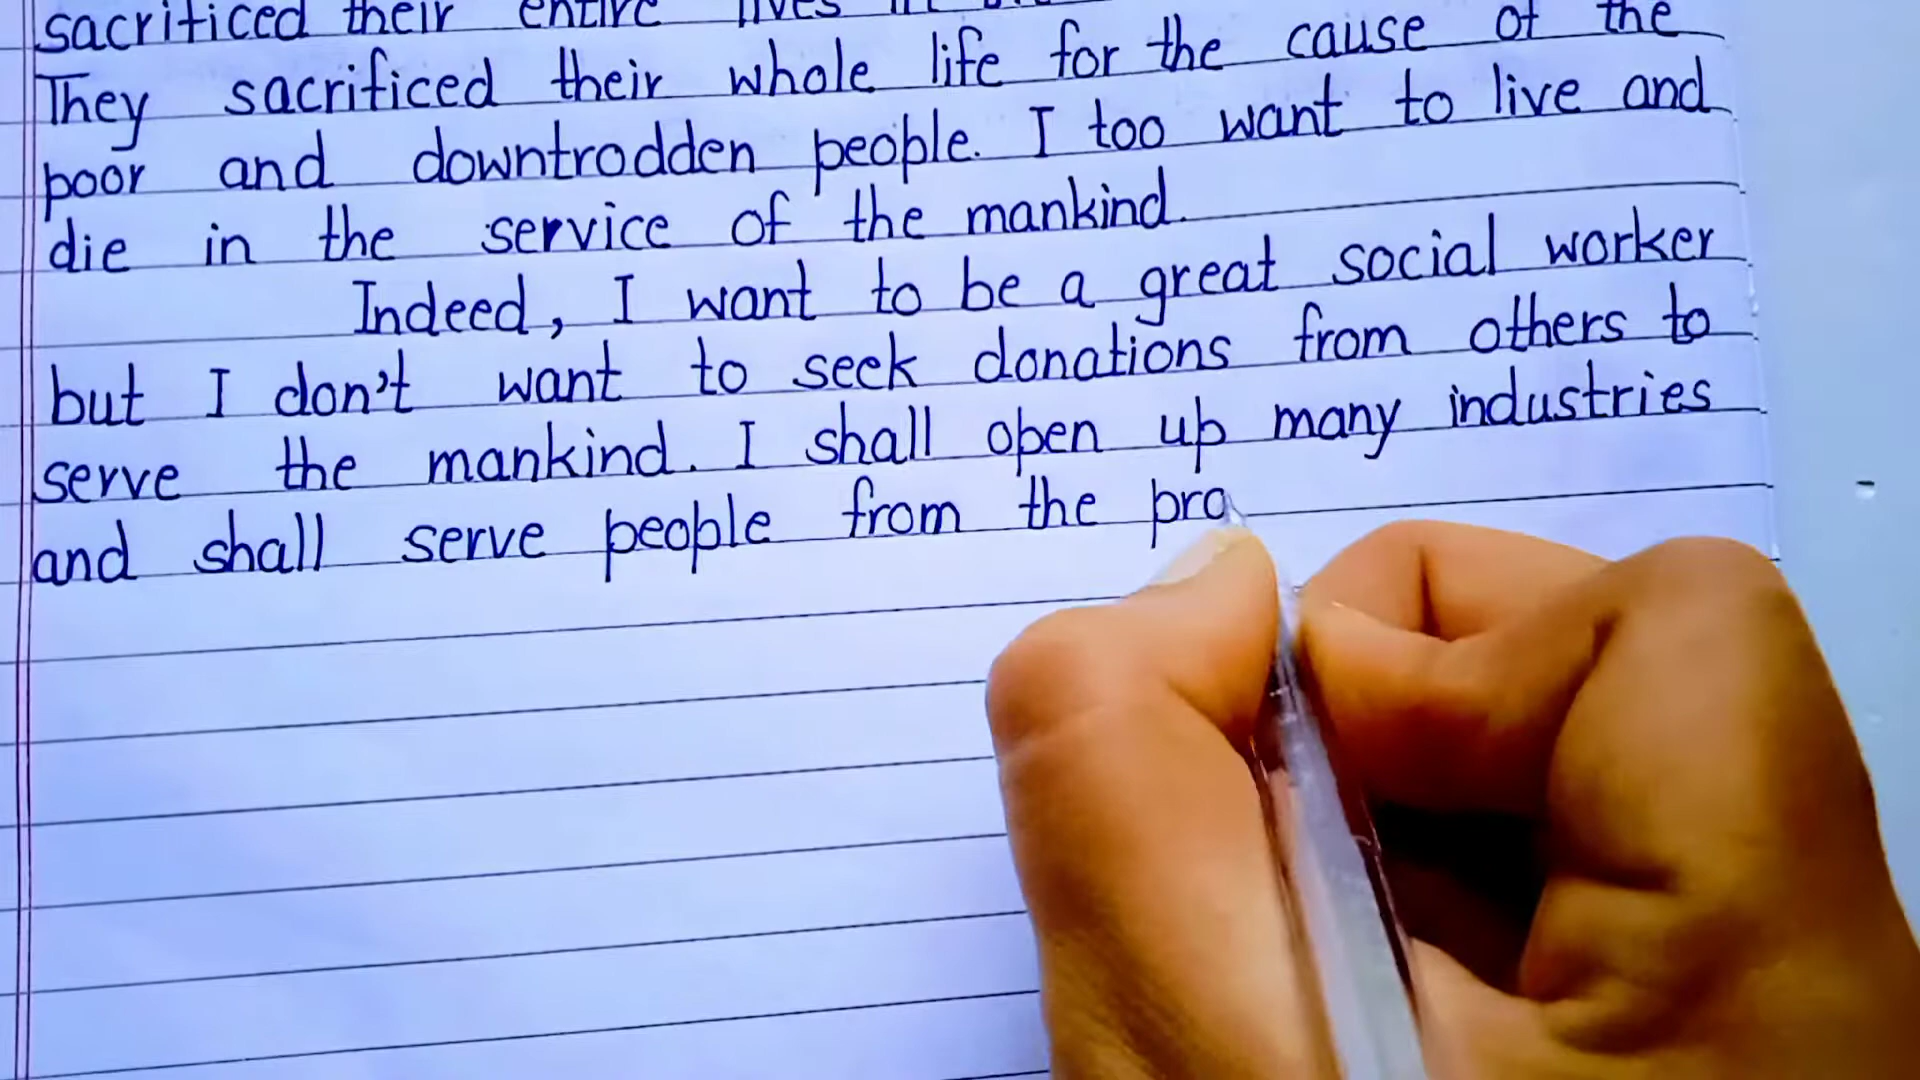 sacrificed their entire lives in
They sacrificed their whole life for the cause of the
poor and downtrodden people. I too want to live and
die in the service of the mankind.
Indeed, I want to be a great social worker
but I don't want to seek donations from others to
serve the mankind. I shall open up many industries
and shall serve people from the pro